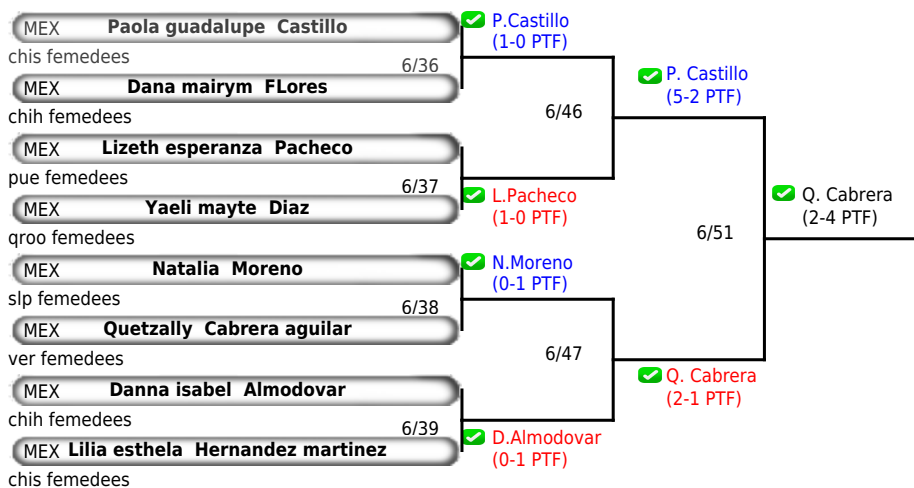 MEX Paola guadalupe Castillo
chis femedees
6/36
MEX Dana mairym FLores
chih femedees
MEX Lizeth esperanza Pacheco
pue femedees
6/37
MEX Yaeli mayte Diaz
qroo femedees
MEX Natalia Moreno
slp femedees
6/38
MEX Quetzally Cabrera aguilar
ver femedees
MEX Danna isabel Almodovar
chih femedees
6/39
MEX Lilia esthela Hernandez martinez
chis femedees
P.Castillo
(1-0 PTF)
6/46
L.Pacheco
(1-0 PTF)
N.Moreno
(0-1 PTF)
6/47
D.Almodovar
(0-1 PTF)
P. Castillo
(5-2 PTF)
6/51
Q. Cabrera
(2-1 PTF)
Q. Cabrera
(2-4 PTF)